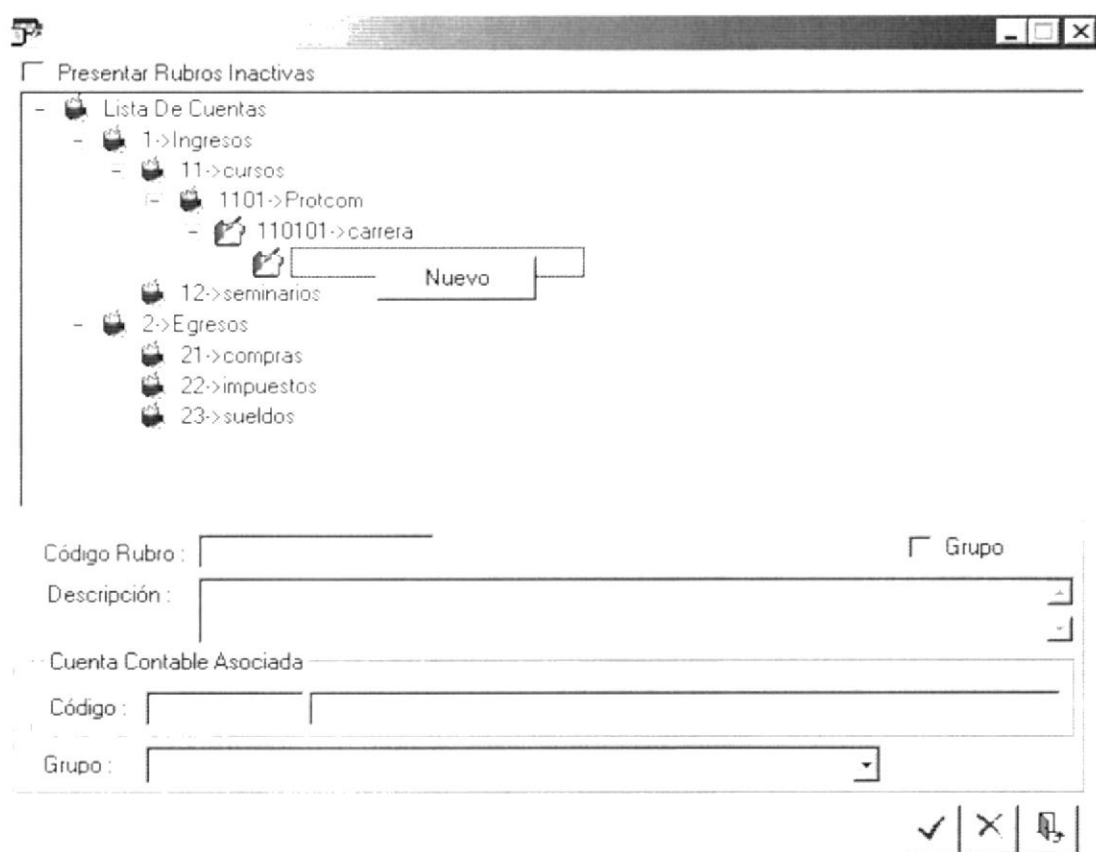 Presentar Rubros Inactivas
Lista De Cuentas
1->Ingresos
11->cursos
1101->Protcom
110101->carrera
Nuevo
12->seminarios
2->Egresos
21->compras
22->impuestos
23->sueldos
Código Rubro :
Grupo
Descripción :
Cuenta Contable Asociada
Código :
Grupo :